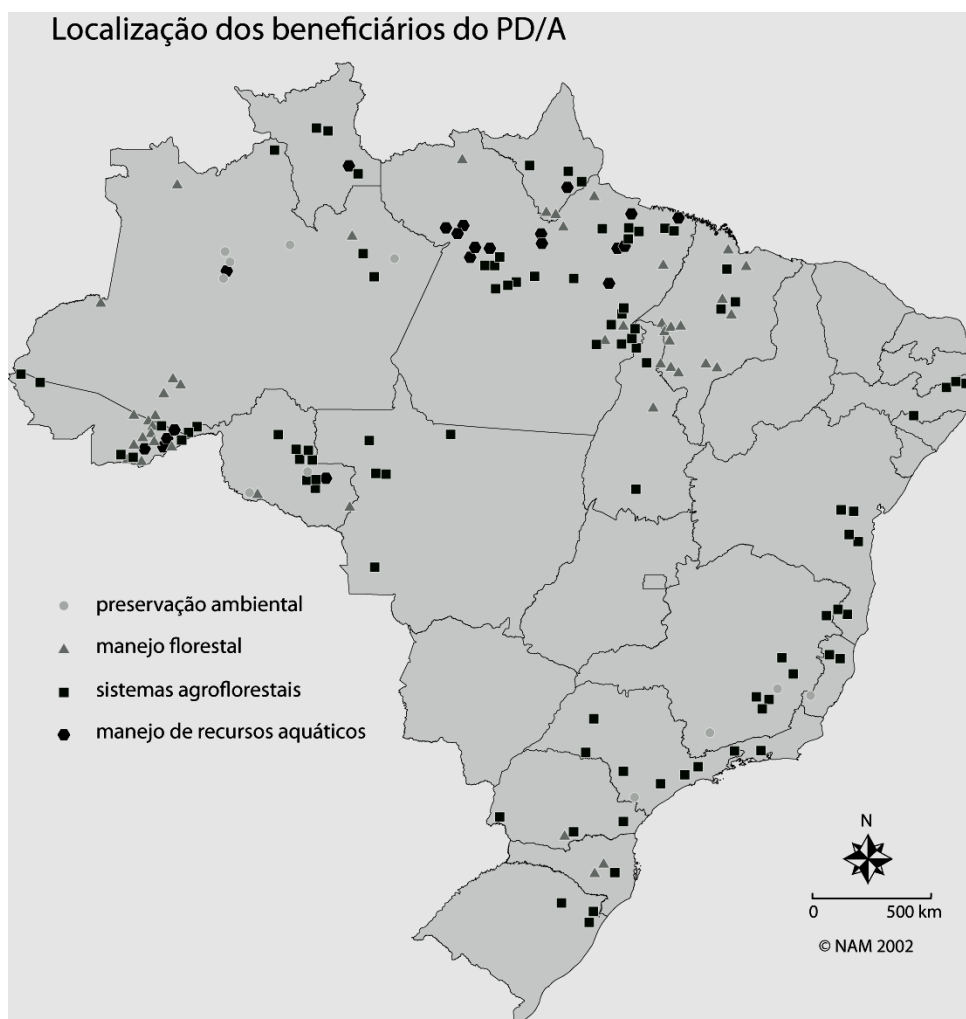 Localização dos beneficiários do PD/A
preservação ambiental
manejo florestal
sistemas agroflorestais
manejo de recursos aquáticos
N
0 500 km
© NAM 2002